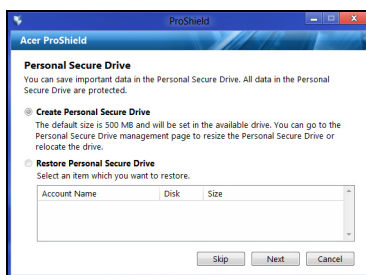 ProShield
Acer ProShield
Personal Secure Drive
You can save important data in the Personal Secure Drive. All data in the Personal
Secure Drive are protected.
Create Personal Secure Drive
The default size is 500 MB and will be set in the available drive. You can go to the
Personal Secure Drive management page to resize the Personal Secure Drive or
relocate the drive.
Restore Personal Secure Drive
Select an item which you want to restore.
Account Name Disk Size
Skip Next Cancel